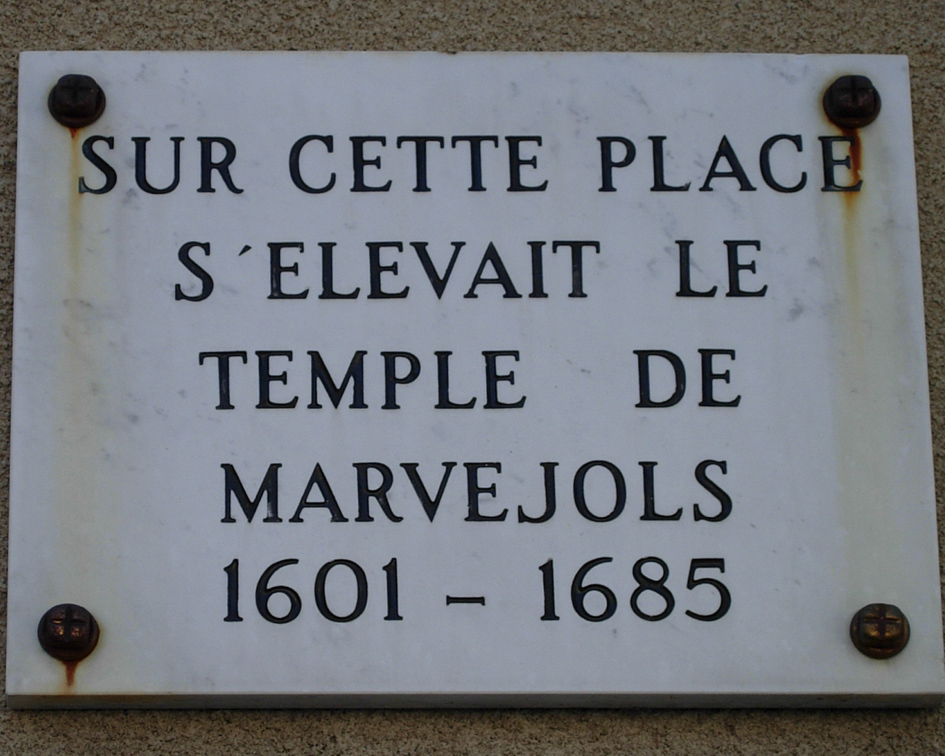 SUR CETTE PLACE
S´ELEVAIT LE
TEMPLE DE
MARVEJOLS
1601 – 1685